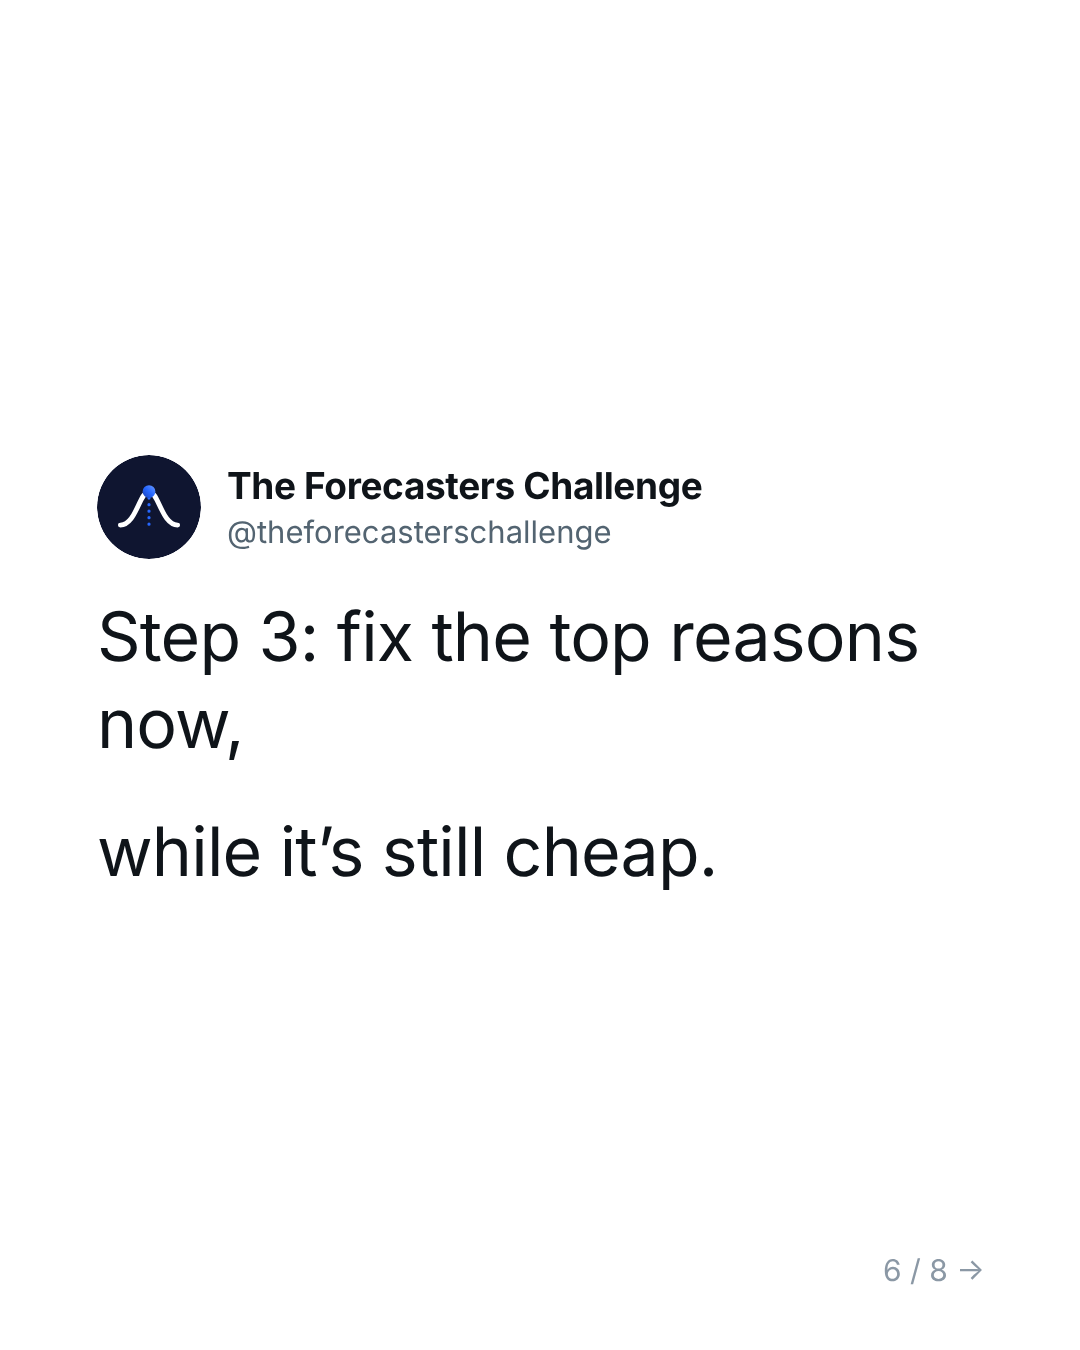 The Forecasters Challenge
@theforecasterschallenge
Step 3: fix the top reasons
now,
while it’s still cheap.
6 / 8 →